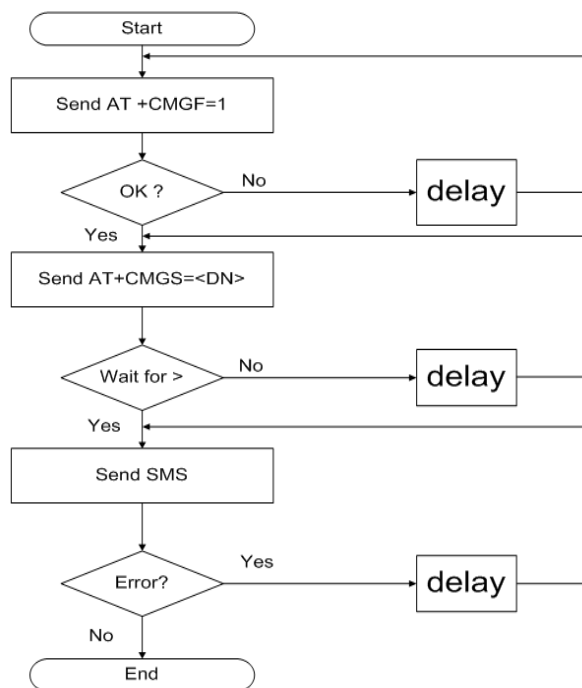 Start
Send AT +CMGF=1
OK ?
No
delay
Yes
Send AT+CMGS=<DN>
Wait for >
No
delay
Yes
Send SMS
Error?
Yes
delay
No
End